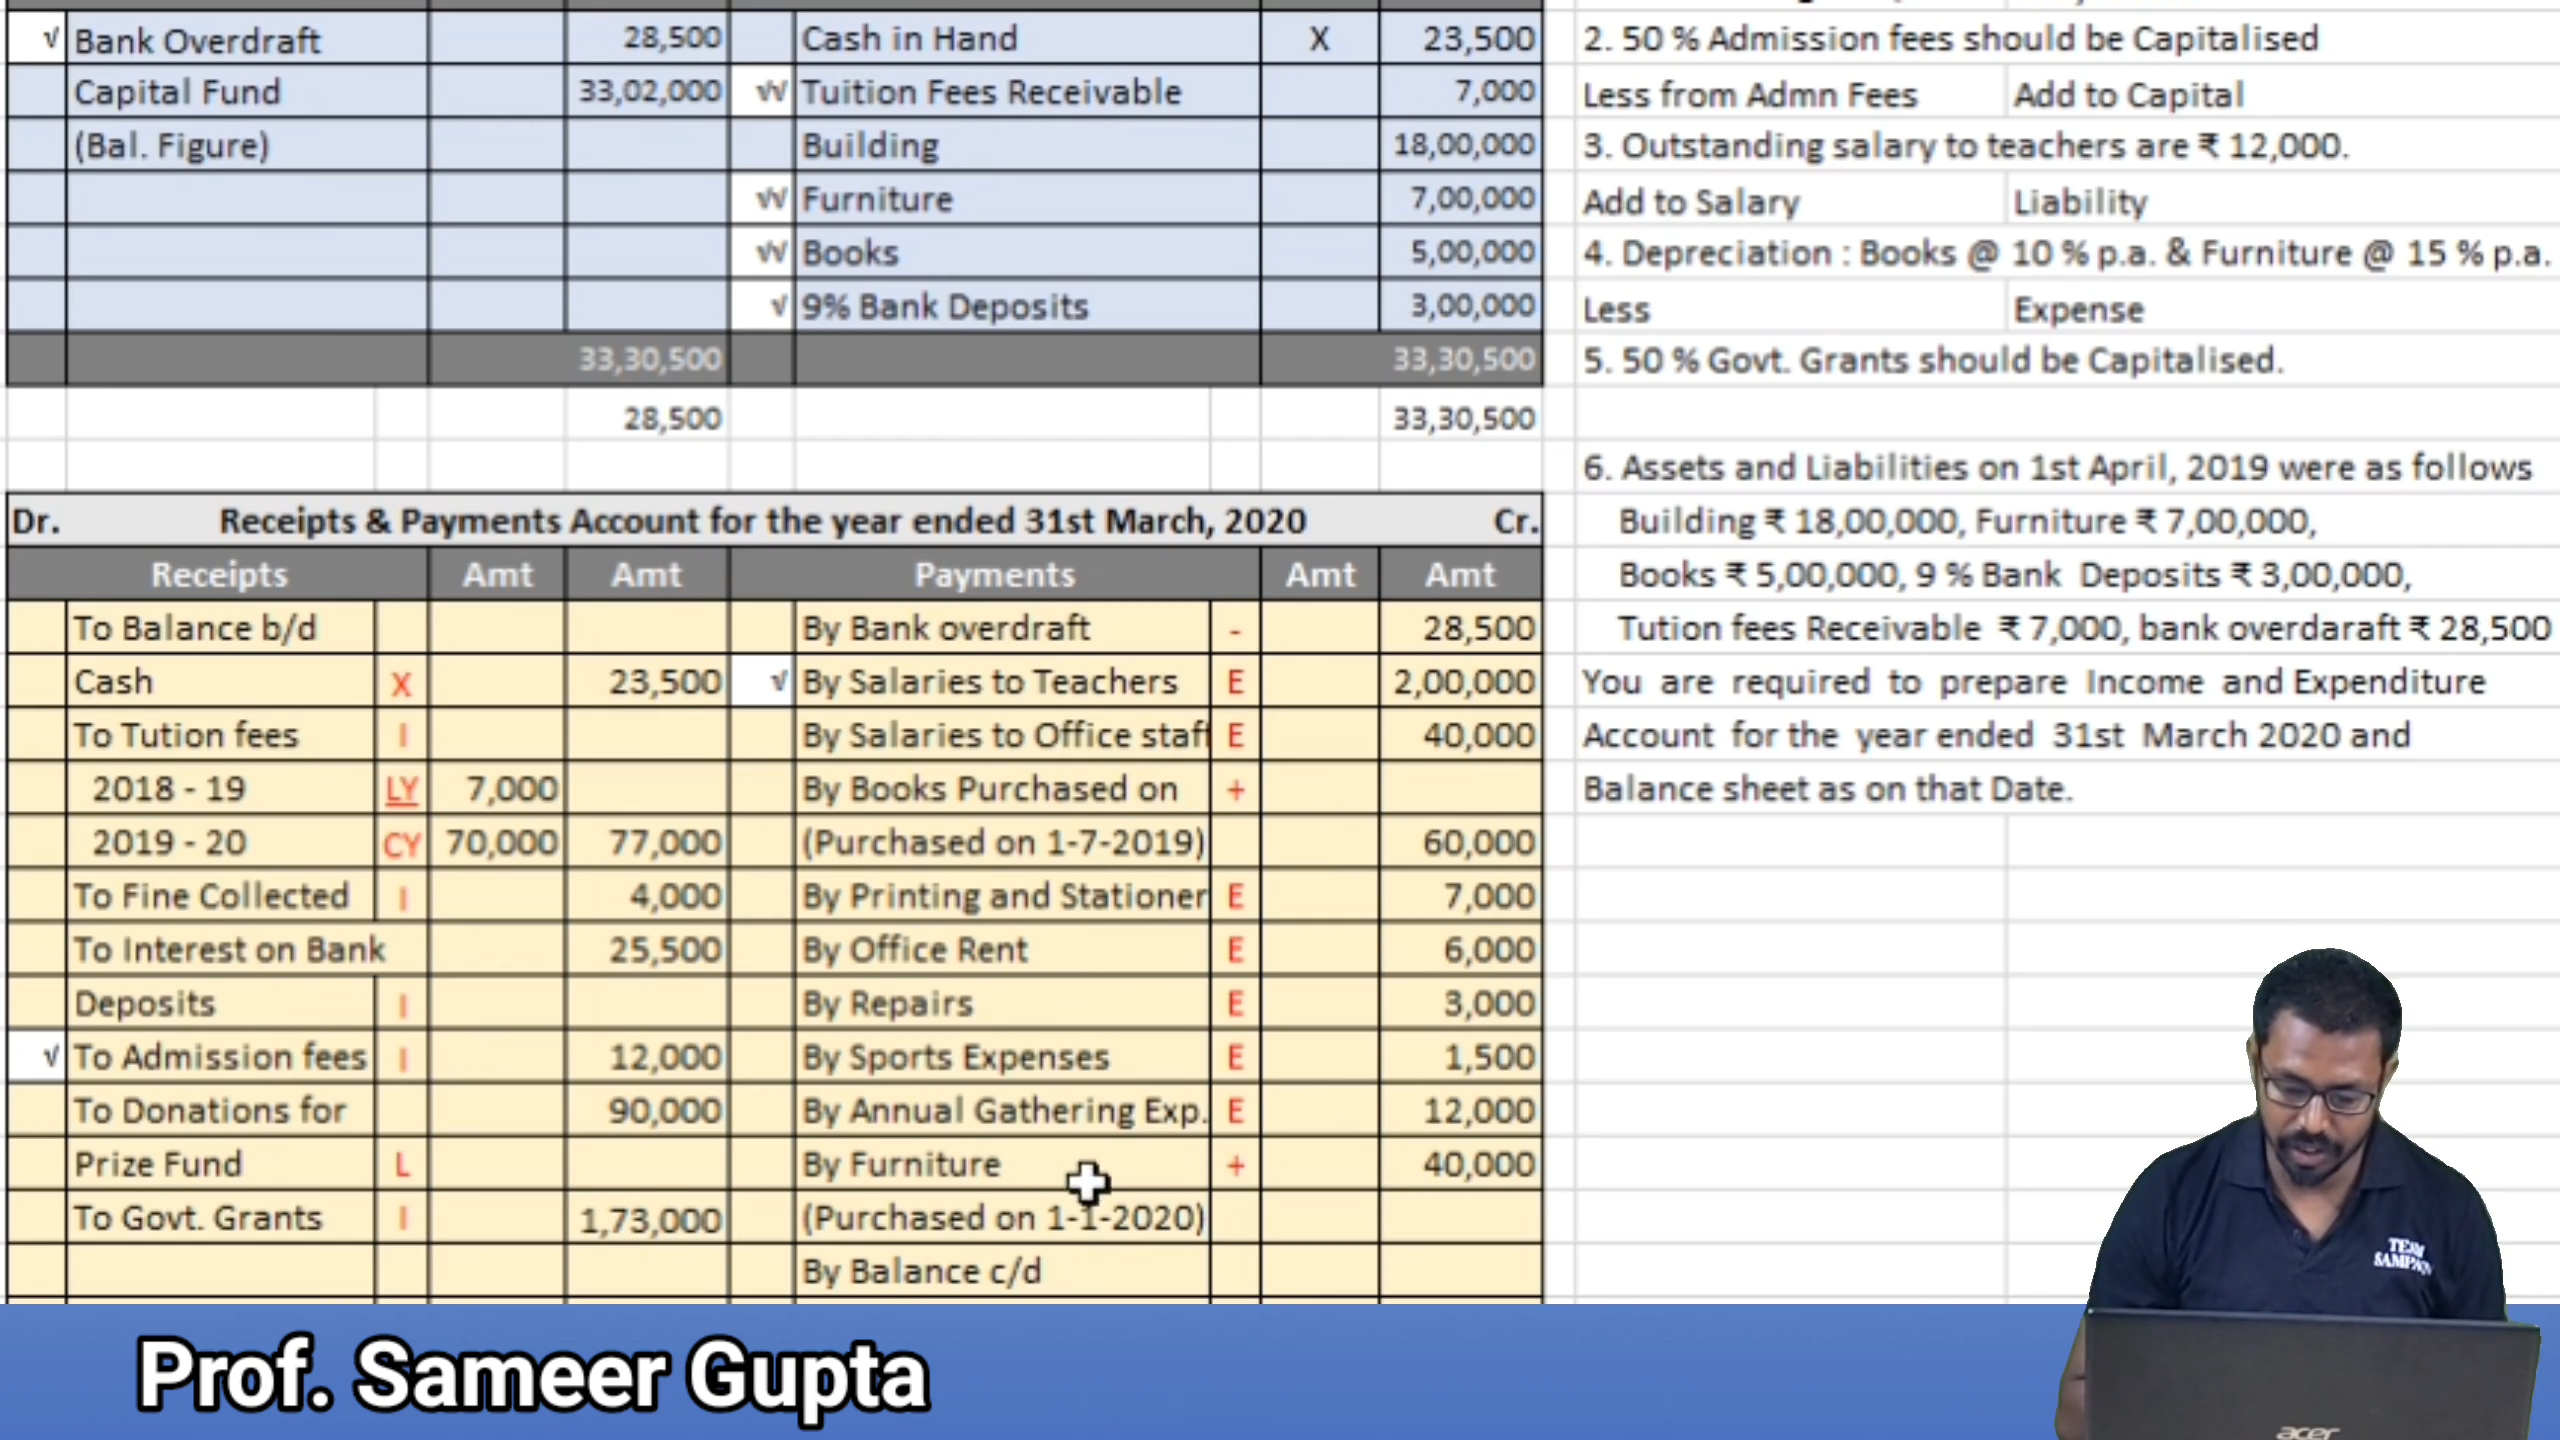 √ Bank Overdraft 28,500 Cash in Hand X 23,500
Capital Fund 33,02,000 √√ Tuition Fees Receivable 7,000
(Bal. Figure) Building 18,00,000
√√ Furniture 7,00,000
√√ Books 5,00,000
√ 9% Bank Deposits 3,00,000
33,30,500 33,30,500
28,500 33,30,500
Dr. Receipts & Payments Account for the year ended 31st March, 2020 Cr.
Receipts Amt Amt Payments Amt Amt
To Balance b/d By Bank overdraft - 28,500
Cash X 23,500 √ By Salaries to Teachers E 2,00,000
To Tution fees I By Salaries to Office staff E 40,000
2018 - 19 LY 7,000 By Books Purchased on +
2019 - 20 CY 70,000 77,000 (Purchased on 1-7-2019) 60,000
To Fine Collected I 4,000 By Printing and Stationer E 7,000
To Interest on Bank 25,500 By Office Rent E 6,000
Deposits I By Repairs E 3,000
√ To Admission fees I 12,000 By Sports Expenses E 1,500
To Donations for 90,000 By Annual Gathering Exp. E 12,000
Prize Fund L By Furniture + 40,000
To Govt. Grants I 1,73,000 (Purchased on 1-1-2020)
By Balance c/d
2. 50 % Admission fees should be Capitalised
Less from Admn Fees Add to Capital
3. Outstanding salary to teachers are ₹ 12,000.
Add to Salary Liability
4. Depreciation : Books @ 10 % p.a. & Furniture @ 15 % p.a.
Less Expense
5. 50 % Govt. Grants should be Capitalised.
6. Assets and Liabilities on 1st April, 2019 were as follows
Building ₹ 18,00,000, Furniture ₹ 7,00,000,
Books ₹ 5,00,000, 9 % Bank Deposits ₹ 3,00,000,
Tution fees Receivable ₹ 7,000, bank overdaraft ₹ 28,500
You are required to prepare Income and Expenditure
Account for the year ended 31st March 2020 and
Balance sheet as on that Date.
TEAM
Prof. Sameer Gupta
acer